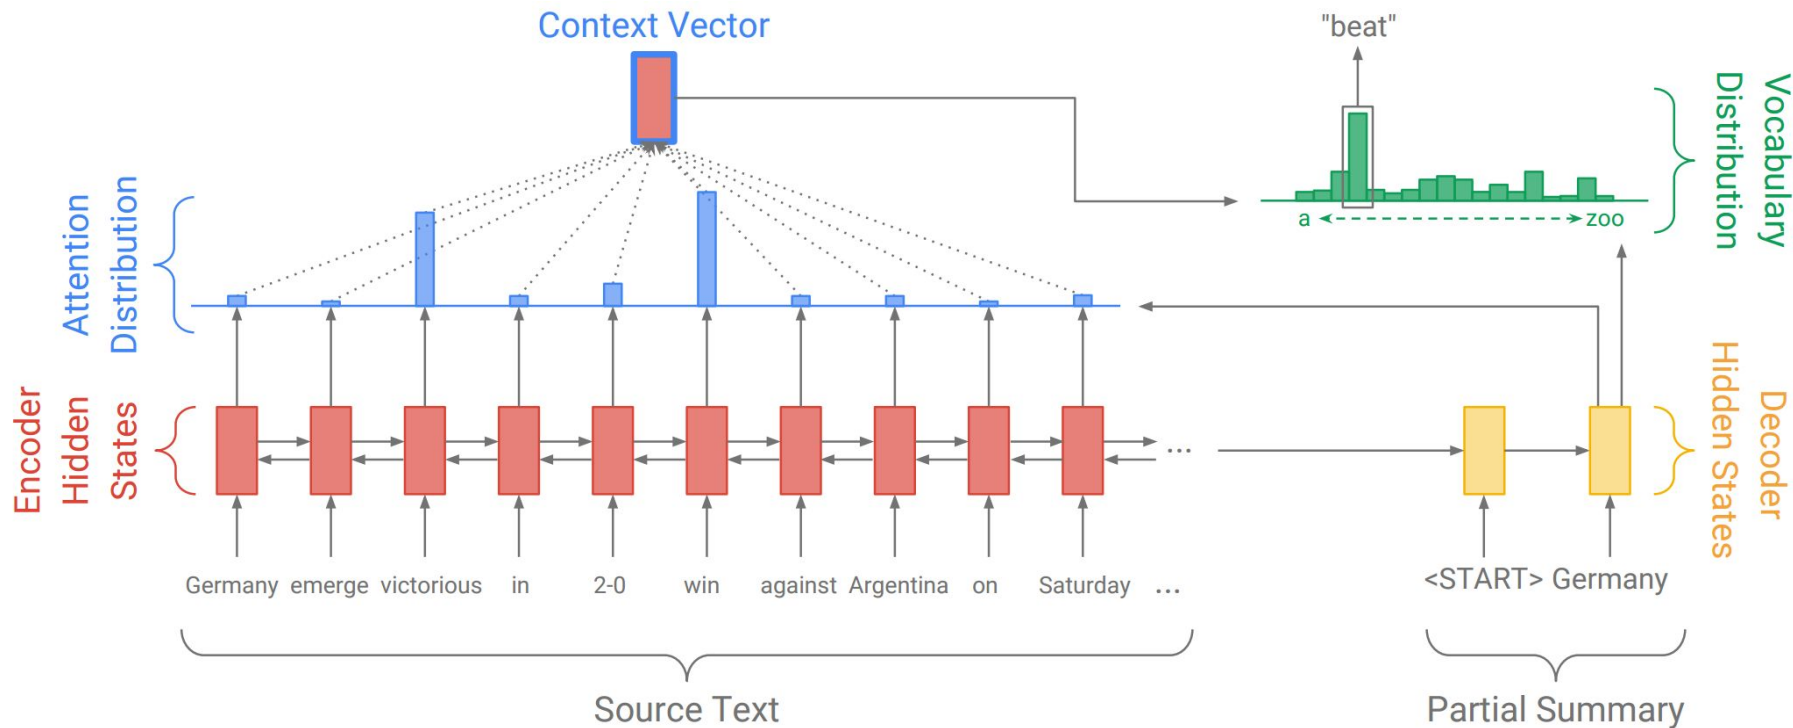 Context Vector
"beat"
Vocabulary
Distribution
a
zoo
Attention
Distribution
Encoder
Hidden
States
...
Decoder
Hidden States
Germany emerge victorious in 2-0 win against Argentina on Saturday ...
<START> Germany
Source Text
Partial Summary